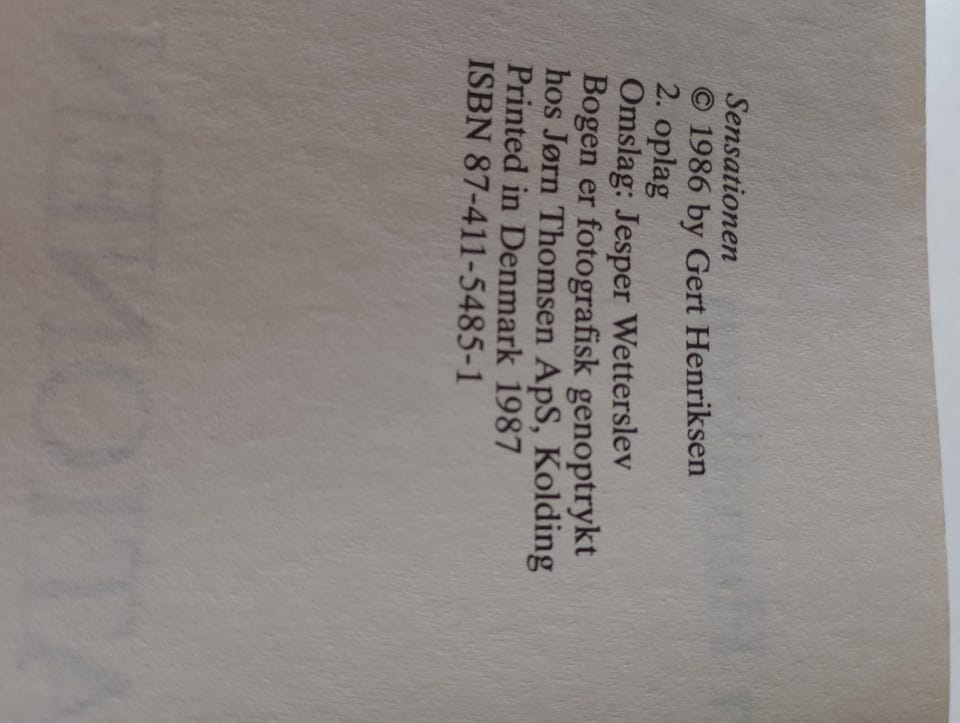 Sensationen
© 1986 by Gert Henriksen
2. oplag
Omslag: Jesper Wetterslev
Bogen er fotografisk genoptrykt
hos Jørn Thomsen ApS, Kolding
Printed in Denmark 1987
ISBN 87-411-5485-1